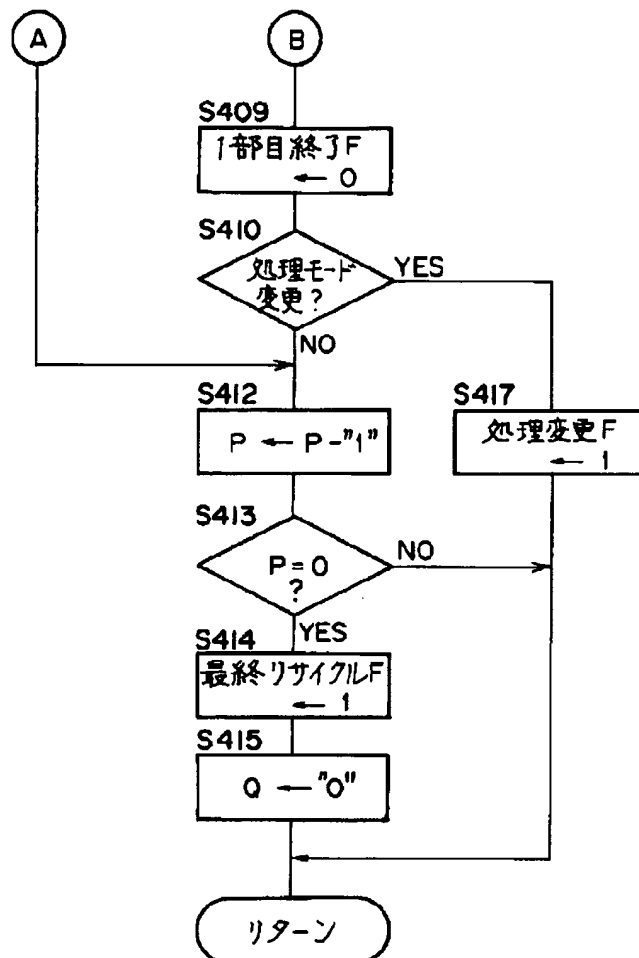 A
B
S409
1部目終了F
← 0
S410
処理モード
変更?
YES
NO
S412
P ← P-"1"
S417
処理変更F
← 1
S413
P=0
?
NO
YES
S414
最終リサイクルF
← 1
S415
Q ← "0"
リターン